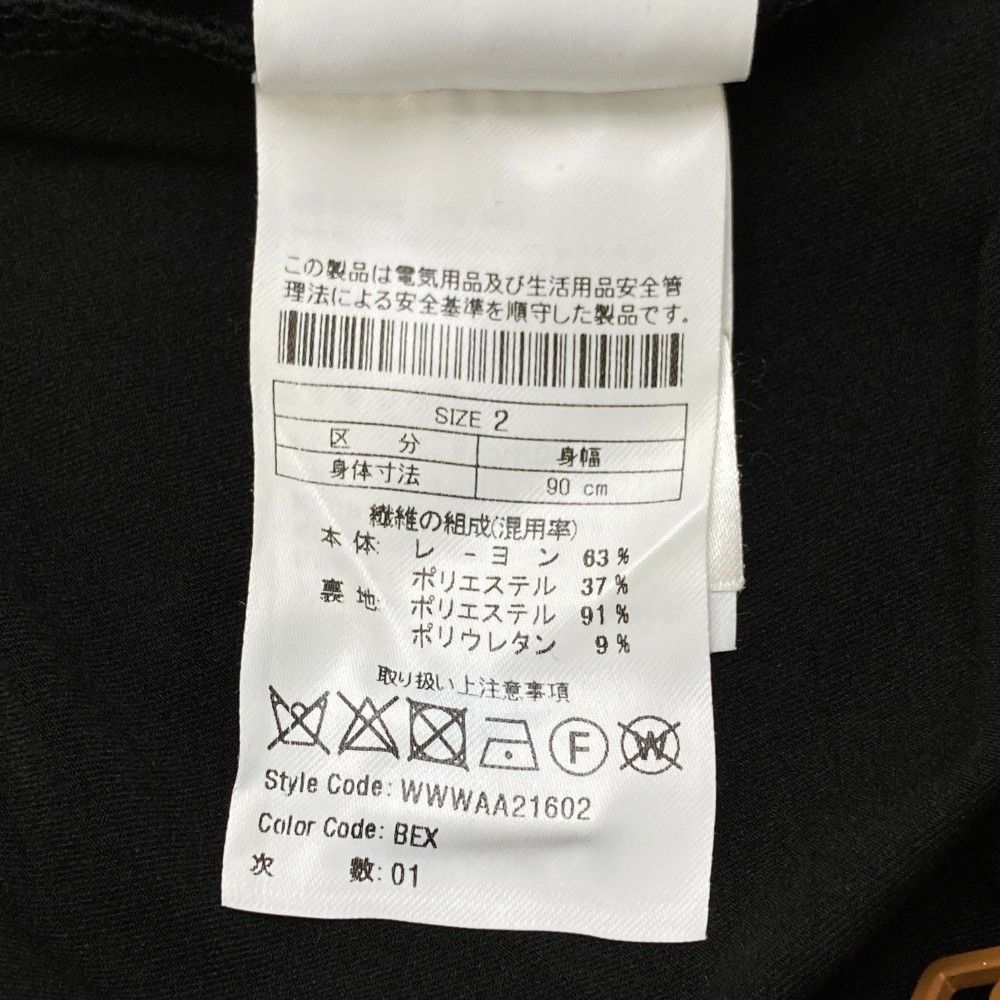 この製品は電気用品及び生活用品安全管
理法による安全基準を順守した製品です.
SIZE 2
区 分 身幅
身体寸法 90 cm
繊維の組成(混用率)
本 体: レ - ヨ ン 63 %
ポリエステル 37 %
裏 地: ポリエステル 91 %
ポリウレタン 9 %
取り扱い上注意事項
F W
Style Code: WWWAA21602
Color Code: BEX
次 数: 01